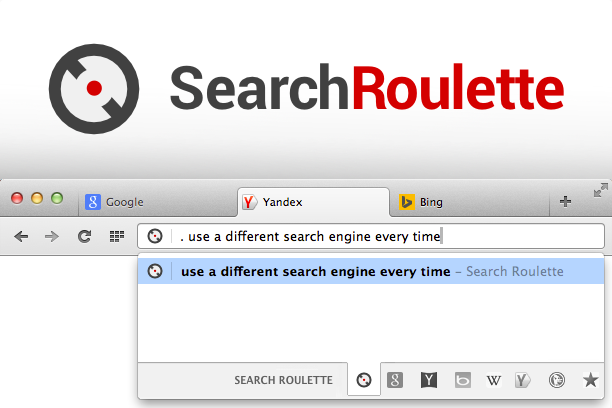 SearchRoulette
Google Yandex Bing
. use a different search engine every time
use a different search engine every time – Search Roulette
SEARCH ROULETTE